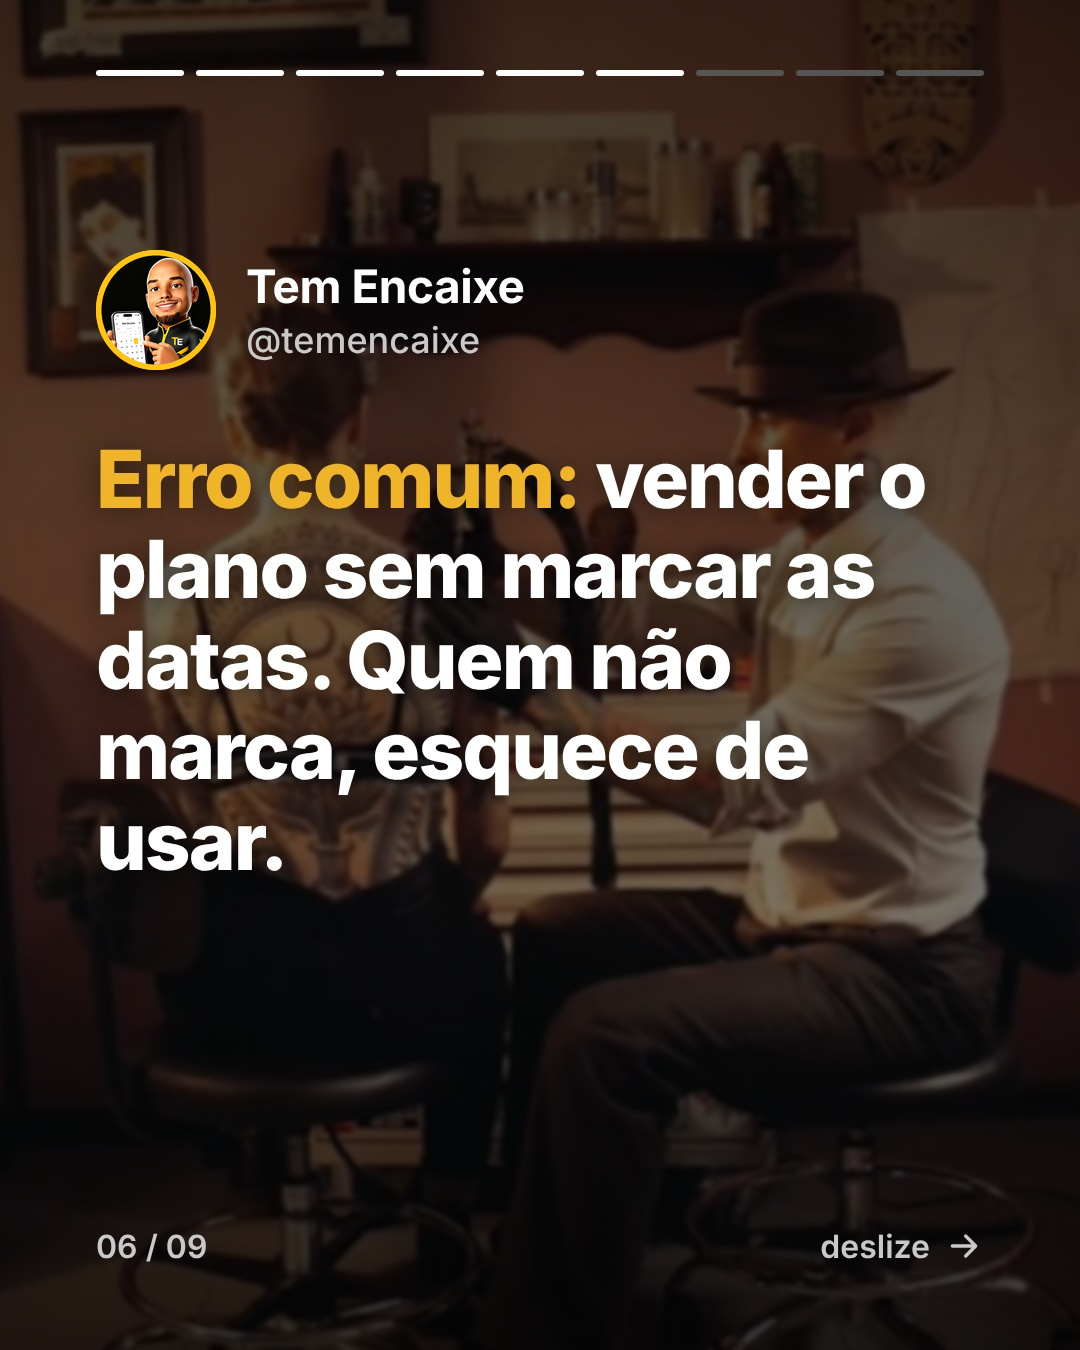 Tem Encaixe
@temencaixe
Erro comum: vender o
plano sem marcar as
datas. Quem não
marca, esquece de
usar.
06 / 09
deslize →